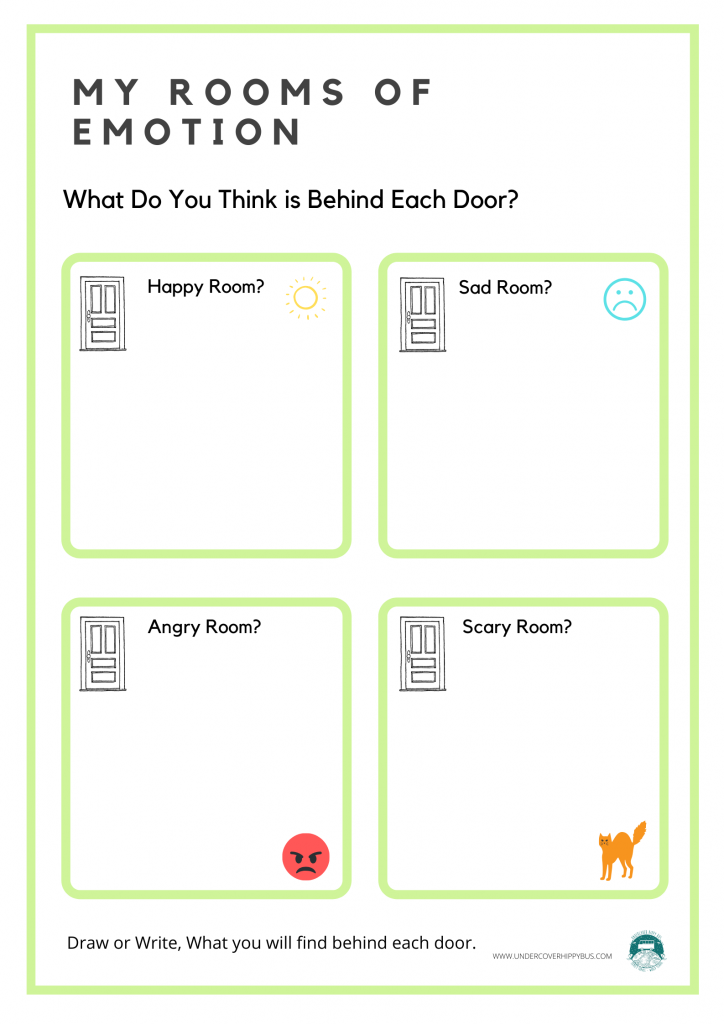 MY ROOMS OF
EMOTION
What Do You Think is Behind Each Door?
Happy Room?
Sad Room?
Angry Room?
Scary Room?
Draw or Write, What you will find behind each door.
WWW.UNDERCOVERHIPPYBUS.COM